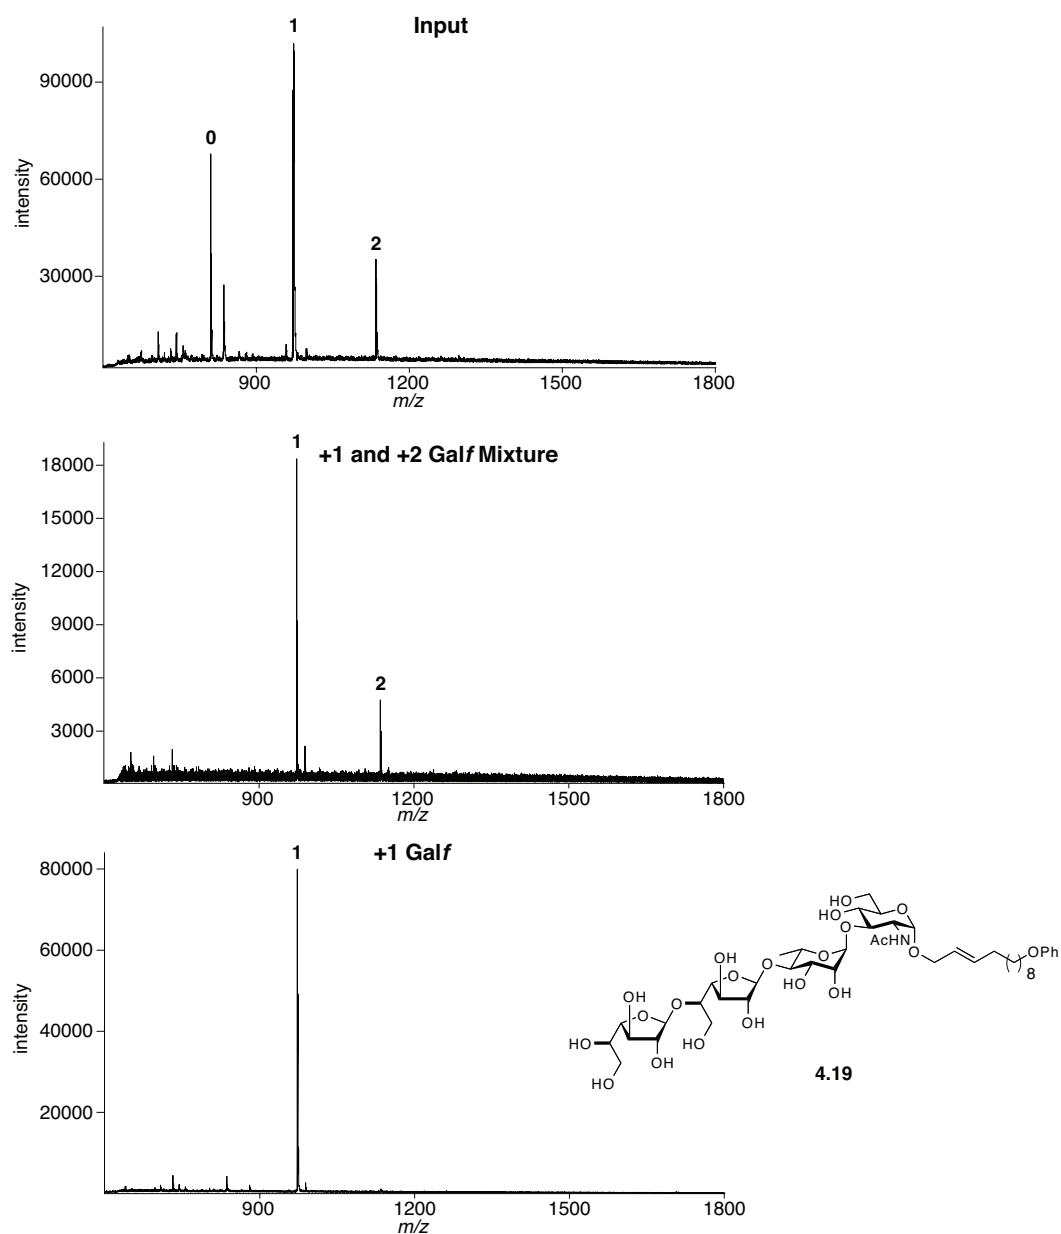 Input
1
0
2
90000
60000
30000
intensity
900
1200
1500
1800
m/z
+1 and +2 Galf Mixture
1
2
18000
15000
12000
9000
6000
3000
intensity
900
1200
1500
1800
m/z
+1 Galf
1
80000
60000
40000
20000
intensity
900
1200
1500
1800
m/z
HO
HO
O
O
AcHN
O
OPh
8
O
O
HO
OH
OH
O
O
OH
HO
OH
O
O
HO
OH
HO
4.19